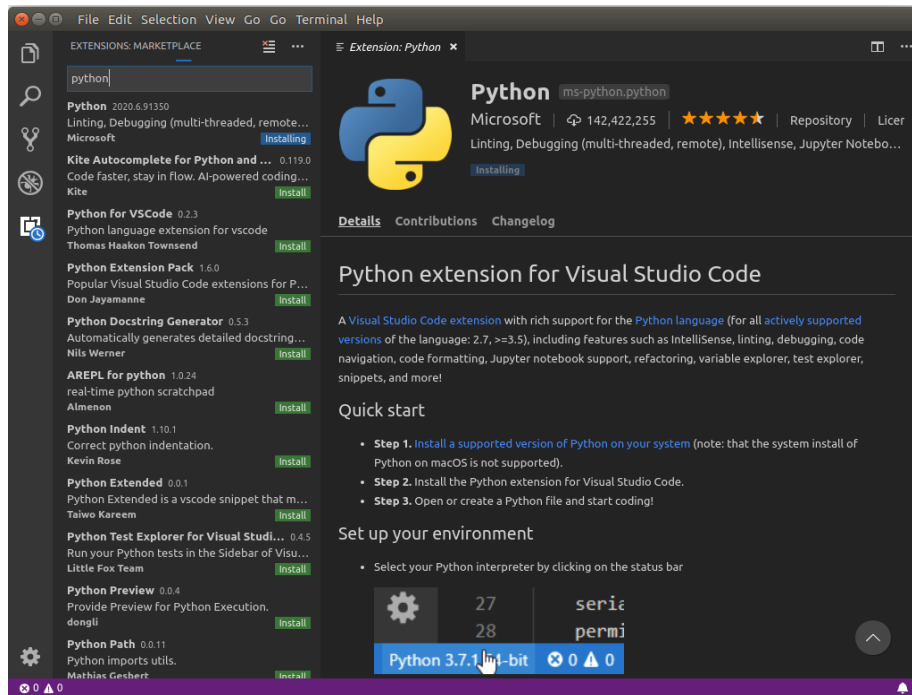 File Edit Selection View Go Go Terminal Help
EXTENSIONS: MARKETPLACE
python
Python 2020.6.91350
Linting, Debugging (multi-threaded, remote...
Microsoft Installing
Kite Autocomplete for Python and ... 0.119.0
Code faster, stay in flow. AI-powered coding...
Kite Install
Python for VSCode 0.2.3
Python language extension for vscode
Thomas Haakon Townsend Install
Python Extension Pack 1.6.0
Popular Visual Studio Code extensions for P...
Don Jayamanne Install
Python Docstring Generator 0.5.3
Automatically generates detailed docstring...
Nils Werner Install
AREPL for python 1.0.24
real-time python scratchpad
Almenon Install
Python Indent 1.10.1
Correct python indentation.
Kevin Rose Install
Python Extended 0.0.1
Python Extended is a vscode snippet that m...
Taiwo Kareem Install
Python Test Explorer for Visual Studi... 0.4.5
Run your Python tests in the Sidebar of Visu...
Little Fox Team Install
Python Preview 0.0.4
Provide Preview for Python Execution.
dongli Install
Python Path 0.0.11
Python imports utils.
Mathias Gesbert Install
Extension: Python
Python ms-python.python
Microsoft 142,422,255 Repository Licer
Linting, Debugging (multi-threaded, remote), Intellisense, Jupyter Notebo...
Installing
Details Contributions Changelog
Python extension for Visual Studio Code
A Visual Studio Code extension with rich support for the Python language (for all actively supported
versions of the language: 2.7, >=3.5), including features such as IntelliSense, linting, debugging, code
navigation, code formatting, Jupyter notebook support, refactoring, variable explorer, test explorer,
snippets, and more!
Quick start
• Step 1. Install a supported version of Python on your system (note: that the system install of
Python on macOS is not supported).
• Step 2. Install the Python extension for Visual Studio Code.
• Step 3. Open or create a Python file and start coding!
Set up your environment
• Select your Python interpreter by clicking on the status bar
27 seria
28 permi
Python 3.7.1 -bit 0 0
0 0